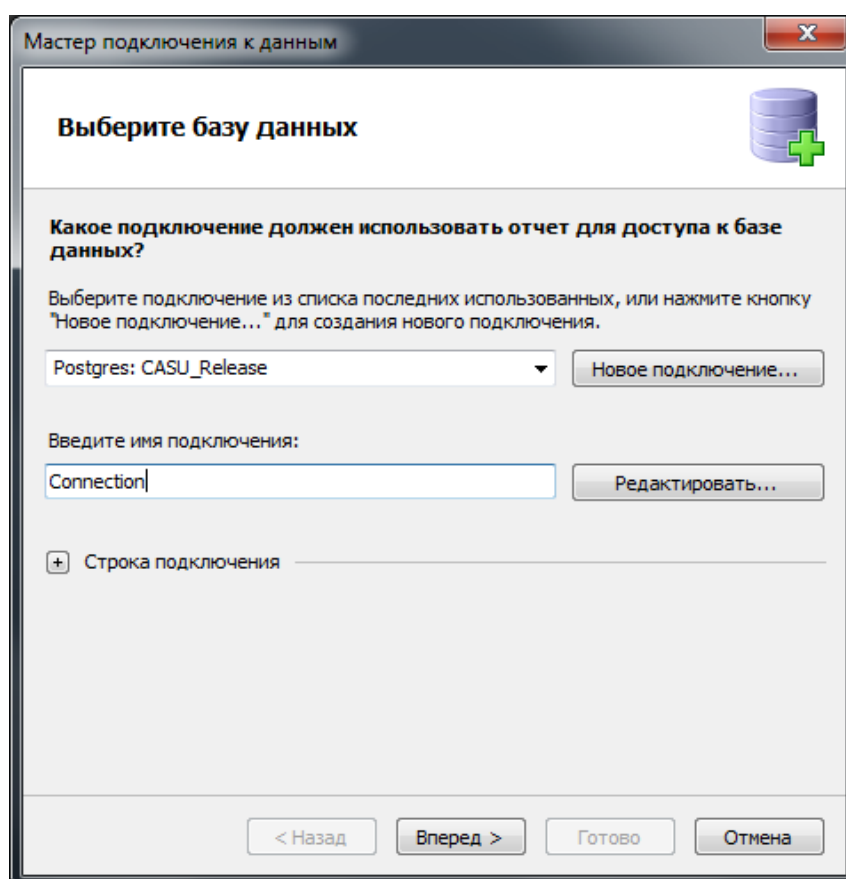 Мастер подключения к данным
Выберите базу данных
Какое подключение должен использовать отчет для доступа к базе
данных?
Выберите подключение из списка последних использованных, или нажмите кнопку
"Новое подключение..." для создания нового подключения.
Postgres: CASU_Release
Новое подключение...
Введите имя подключения:
Connection
Редактировать...
Строка подключения
< Назад
Вперед >
Готово
Отмена